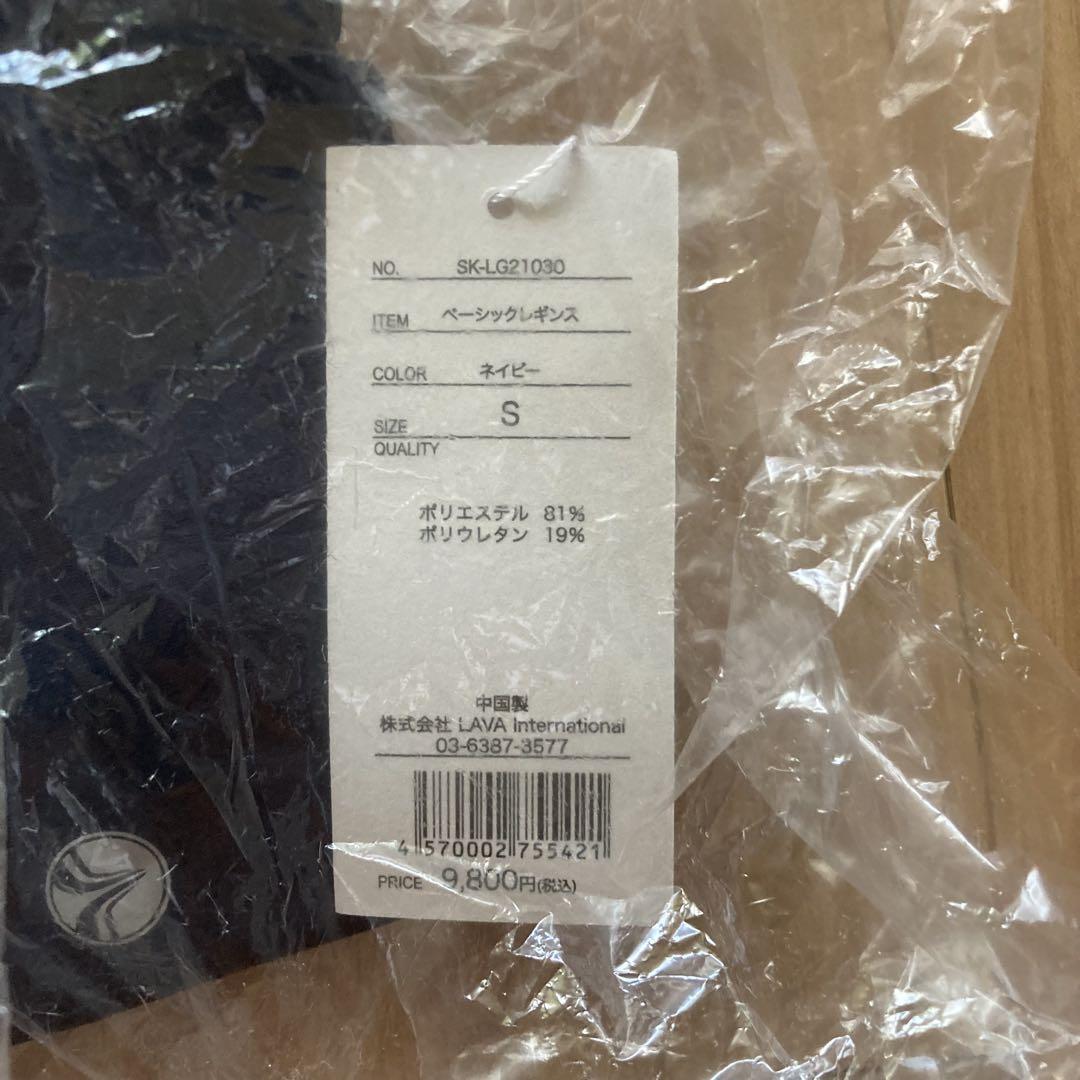 NO. SK-LG21030
ITEM ベーシックレギンス
COLOR ネイビー
SIZE S
QUALITY
ポリエステル 81%
ポリウレタン 19%
中国製
株式会社 LAVA International
03-6387-3577
4 570002 755421
PRICE 9,800円(税込)